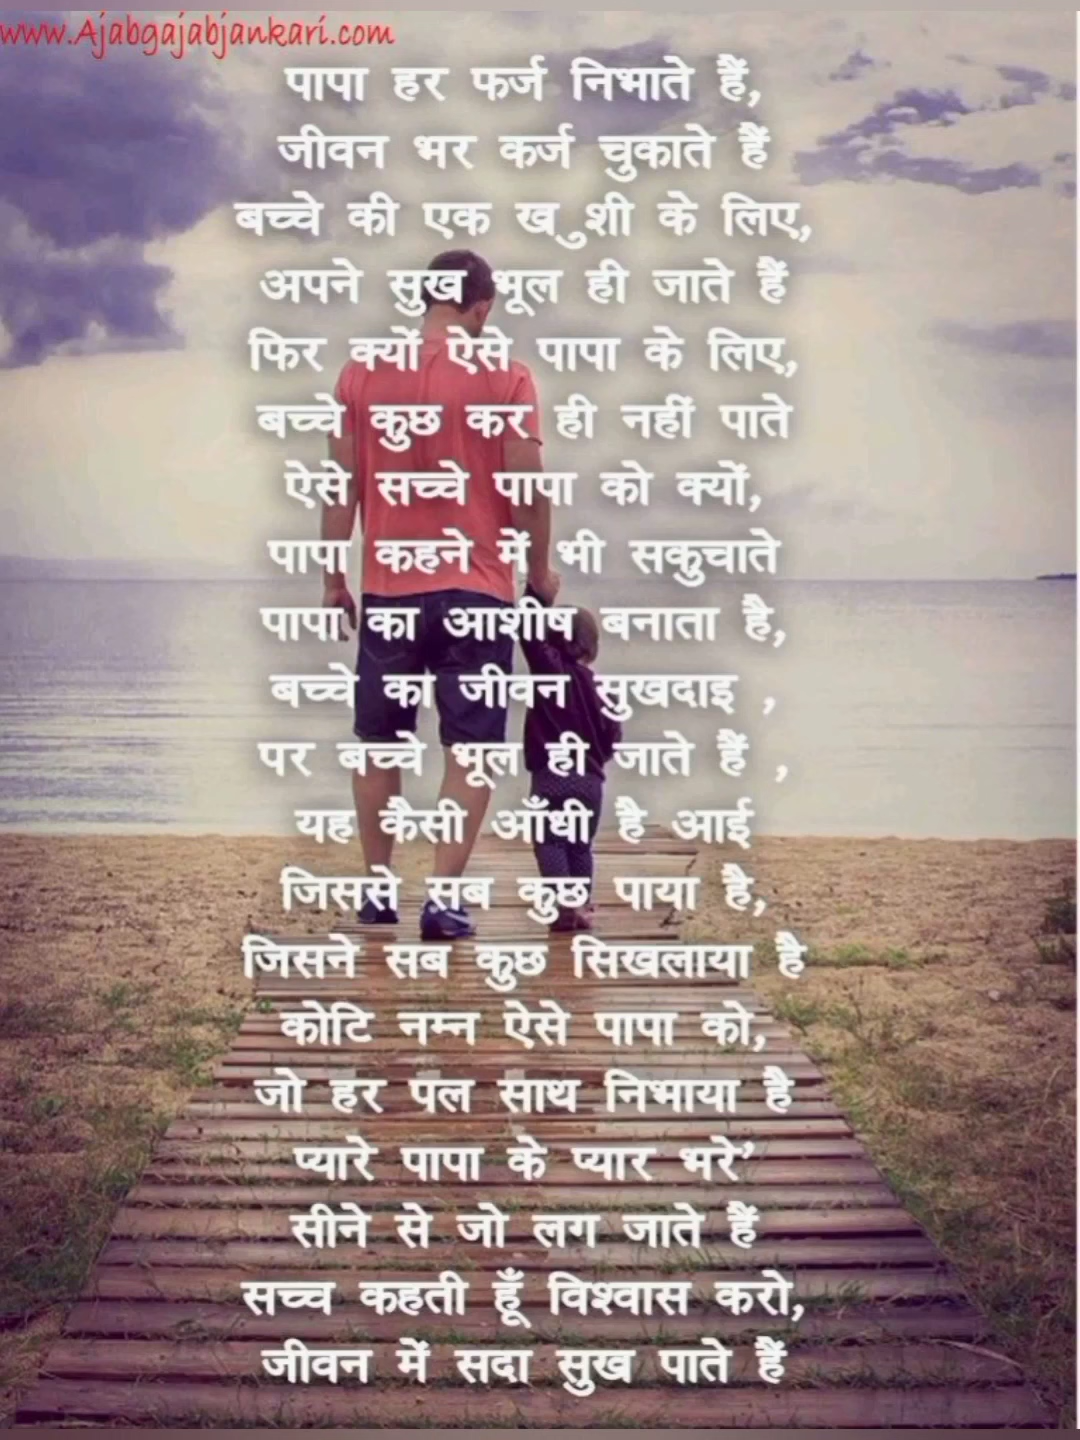 www.Ajabgajabjankari.com
पापा हर फर्ज निभाते हैं,
जीवन भर कर्ज चुकाते हैं
बच्चे की एक ख ुशी के लिए,
अपने सुख भूल ही जाते हैं
फिर क्यों ऐसे पापा के लिए,
बच्चे कुछ कर ही नहीं पाते
ऐसे सच्चे पापा को क्यों,
पापा कहने में भी सकुचाते
पापा का आशीष बनाता है,
बच्चे का जीवन सुखदाइ ,
पर बच्चे भूल ही जाते हैं ,
यह कैसी आँधी है आई
जिससे सब कुछ पाया है,
जिसने सब कुछ सिखलाया है
कोटि नम्न ऐसे पापा को,
जो हर पल साथ निभाया है
प्यारे पापा के प्यार भरे’
सीने से जो लग जाते हैं
सच्च कहती हूँ विश्वास करो,
जीवन में सदा सुख पाते हैं